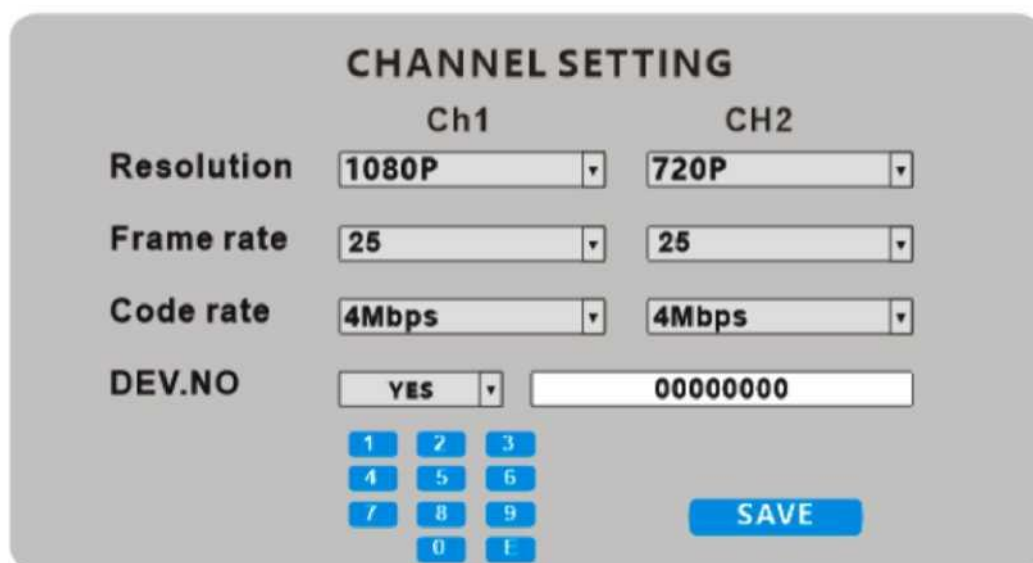 CHANNEL SETTING
Ch1 CH2
Resolution 1080P 720P
Frame rate 25 25
Code rate 4Mbps 4Mbps
DEV.NO YES 00000000
1 2 3
4 5 6
7 8 9
SAVE
0 E